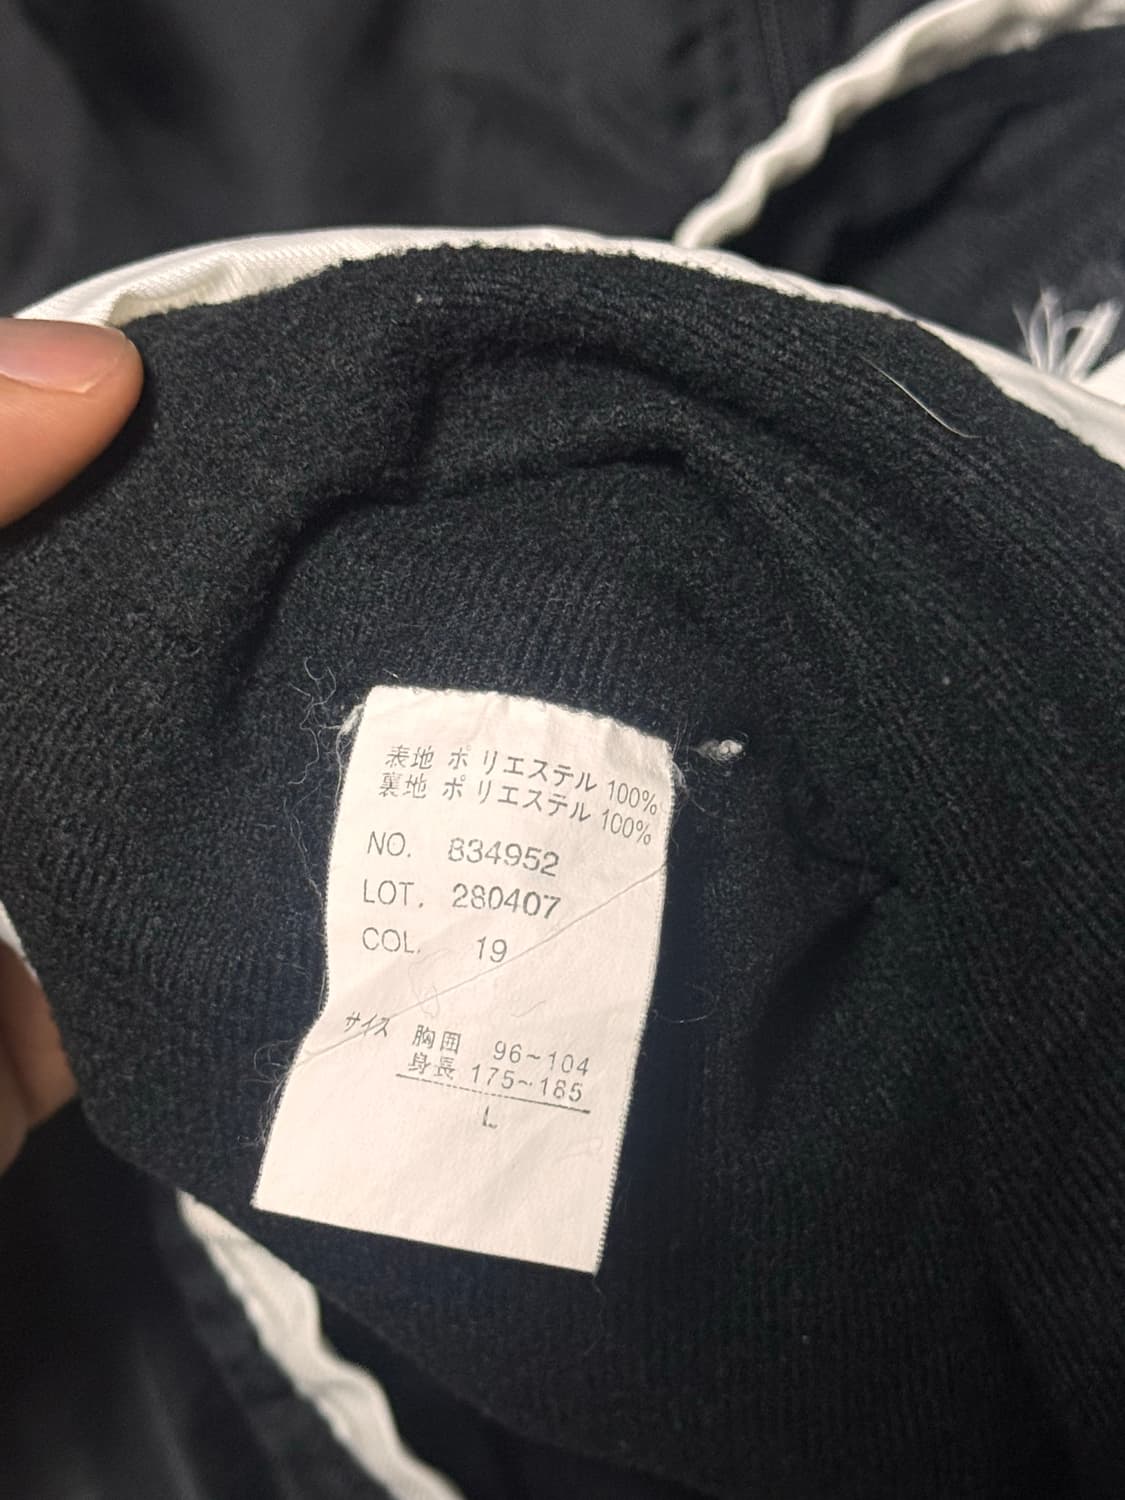 表地 ポリエステル 100%
裏地 ポリエステル 100%
NO. 834952
LOT. 280407
COL. 19
サイズ 胸囲 96~104
身長 175~185
L